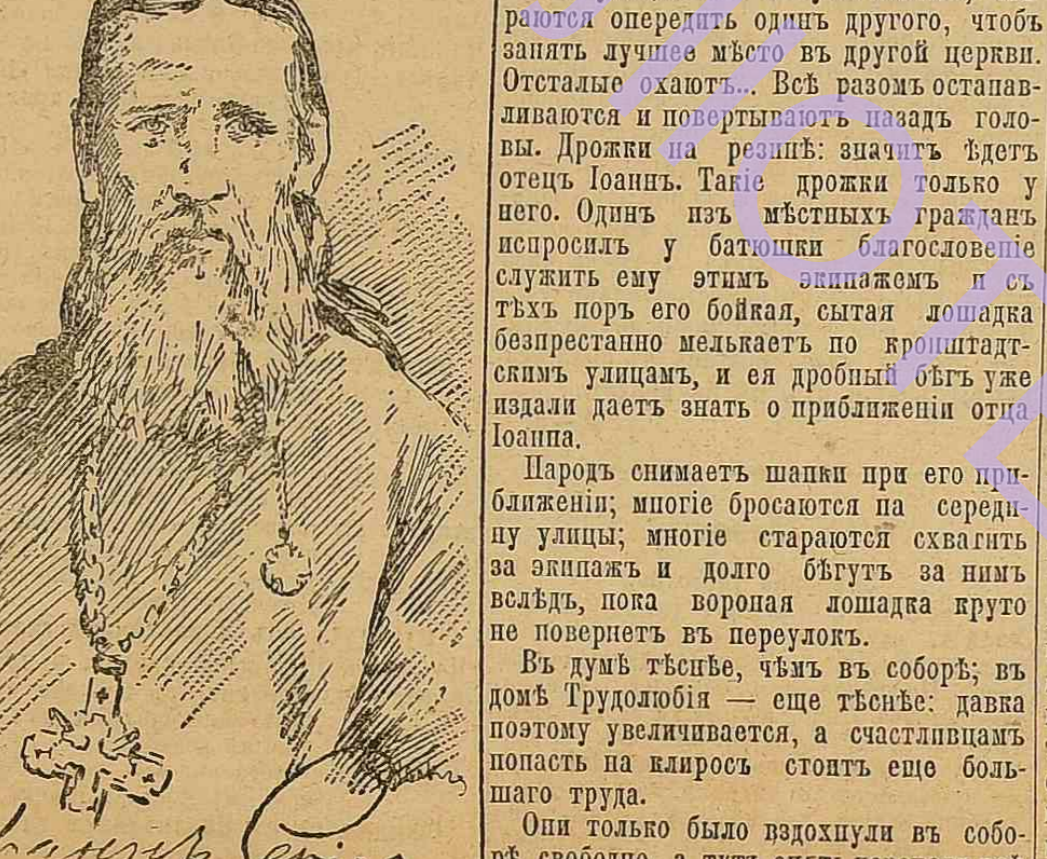 раются опередить одинъ другого, чтобъ
занять лучшее мѣсто въ другой церкви.
Отсталые охаютъ... Всѣ разомъ останав-
ливаются и повертываютъ назадъ голо-
вы. Дрожки на резинѣ: значитъ ѣдетъ
отецъ Іоаннъ. Такіе дрожки только у
него. Одинъ изъ мѣстныхъ гражданъ
испросилъ у батюшки благословеніе
служить ему этимъ экипажемъ и съ
тѣхъ поръ его бойкая, сытая лошадка
безпрестанно мелькаетъ по кронштадт-
скимъ улицамъ, и ея дробный бѣгъ уже
издали даетъ знать о приближеніи отца
Іоанна.
Народъ снимаетъ шапки при его при-
ближеніи; многіе бросаются на середи-
ну улицы; многіе стараются схватить
за экипажъ и долго бѣгутъ за нимъ
вслѣдъ, пока вороная лошадка круто
не повернетъ въ переулокъ.
Въ думѣ тѣснѣе, чѣмъ въ соборѣ; въ
домѣ Трудолюбія — еще тѣснѣе: давка
поэтому увеличивается, а счастливцамъ
попасть на клиросъ стоитъ еще боль-
шаго труда.
Они только было вздохнули въ собо-
рѣ свободно, а тутъ опять